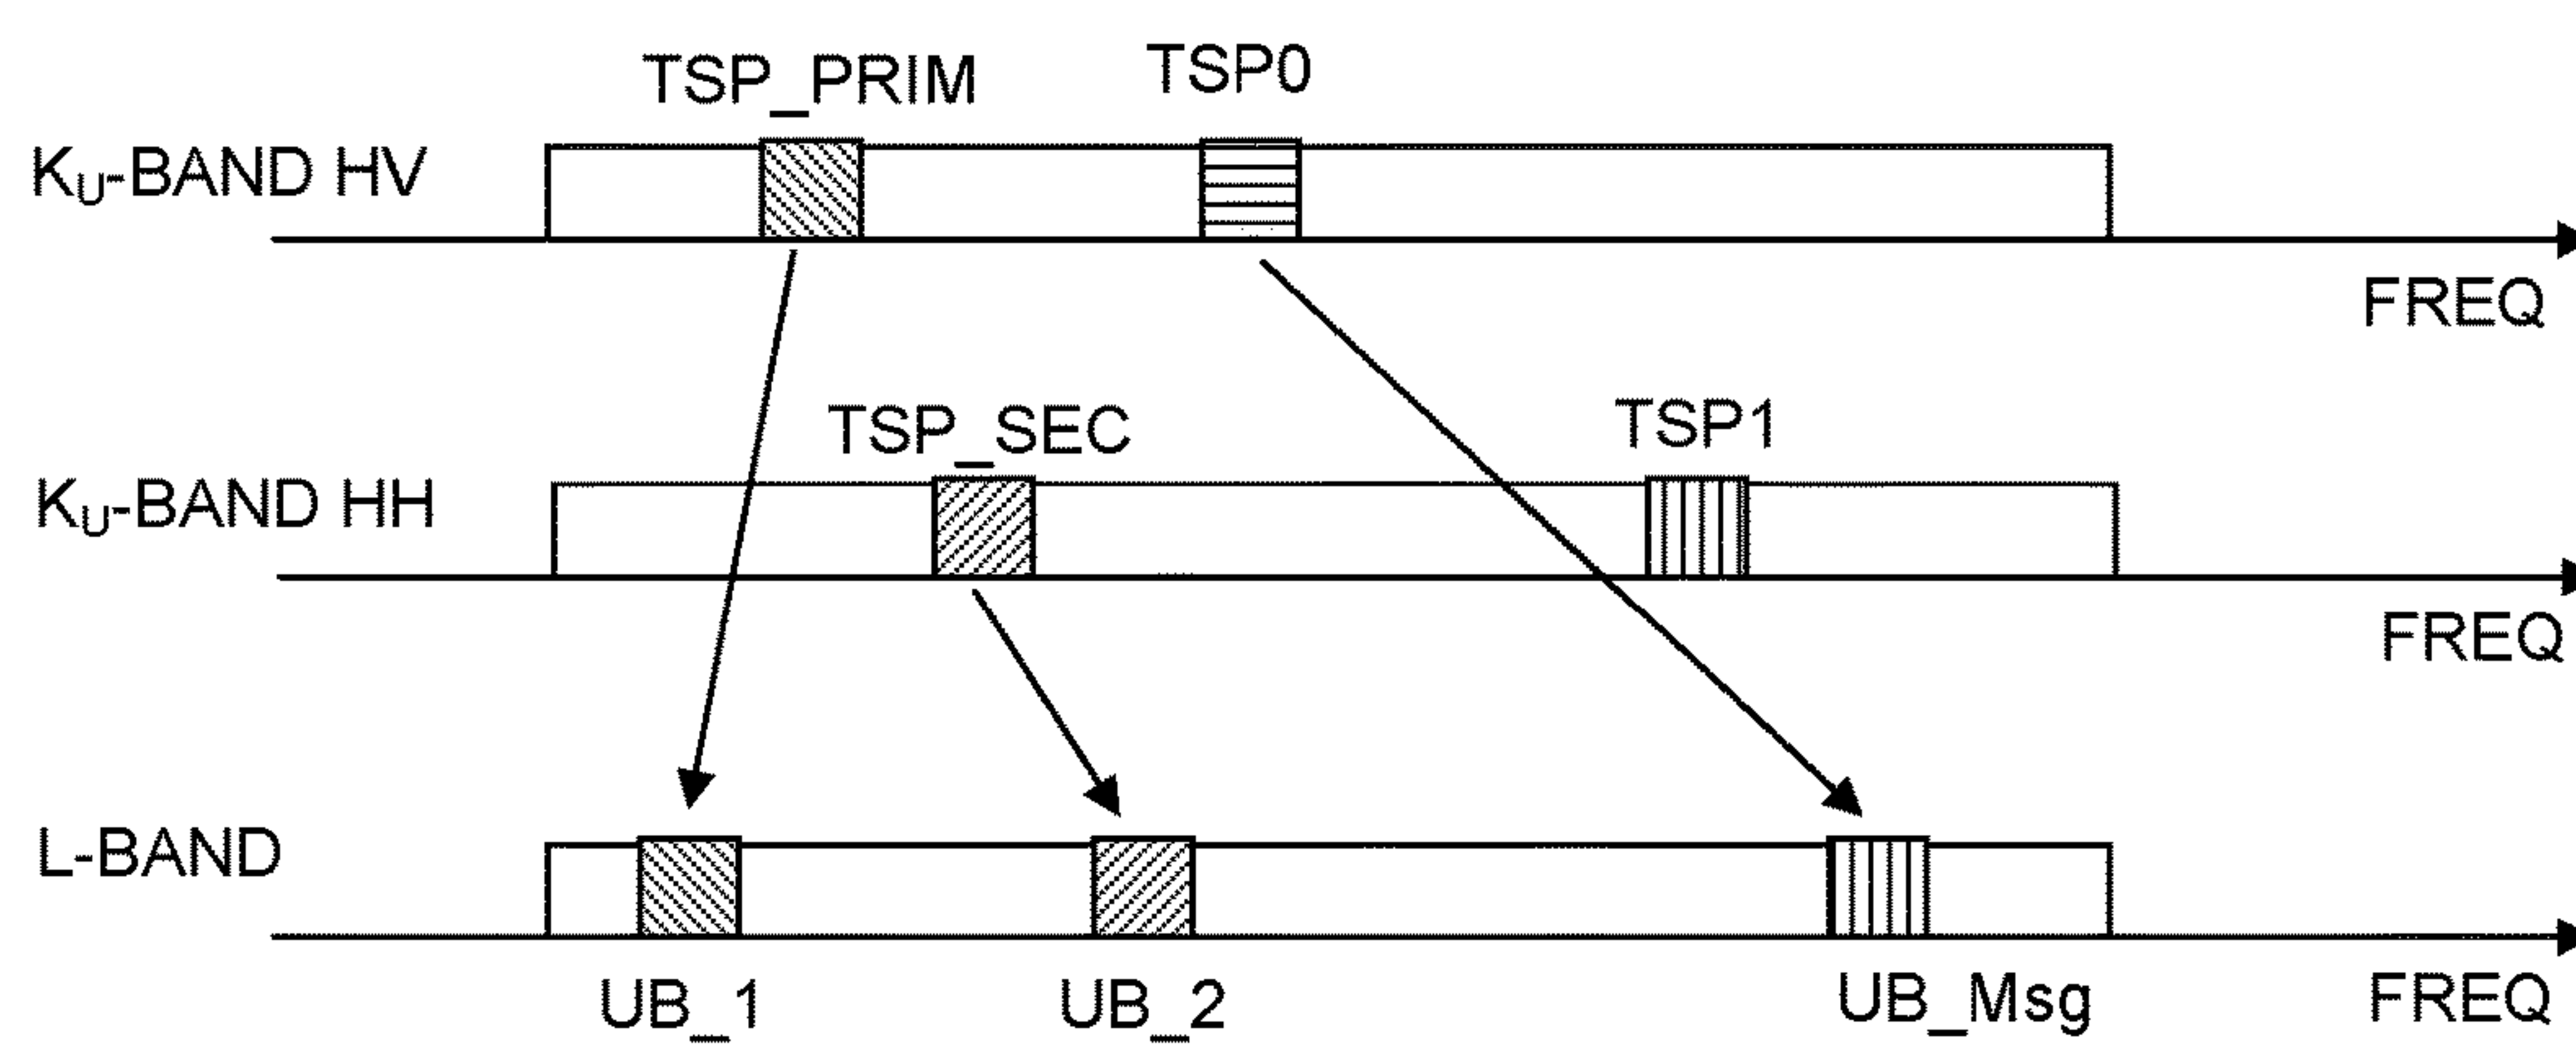 TSP_PRIM TSP0
KU-BAND HV
FREQ
TSP_SEC TSP1
KU-BAND HH
FREQ
L-BAND
UB_1 UB_2 UB_Msg FREQ